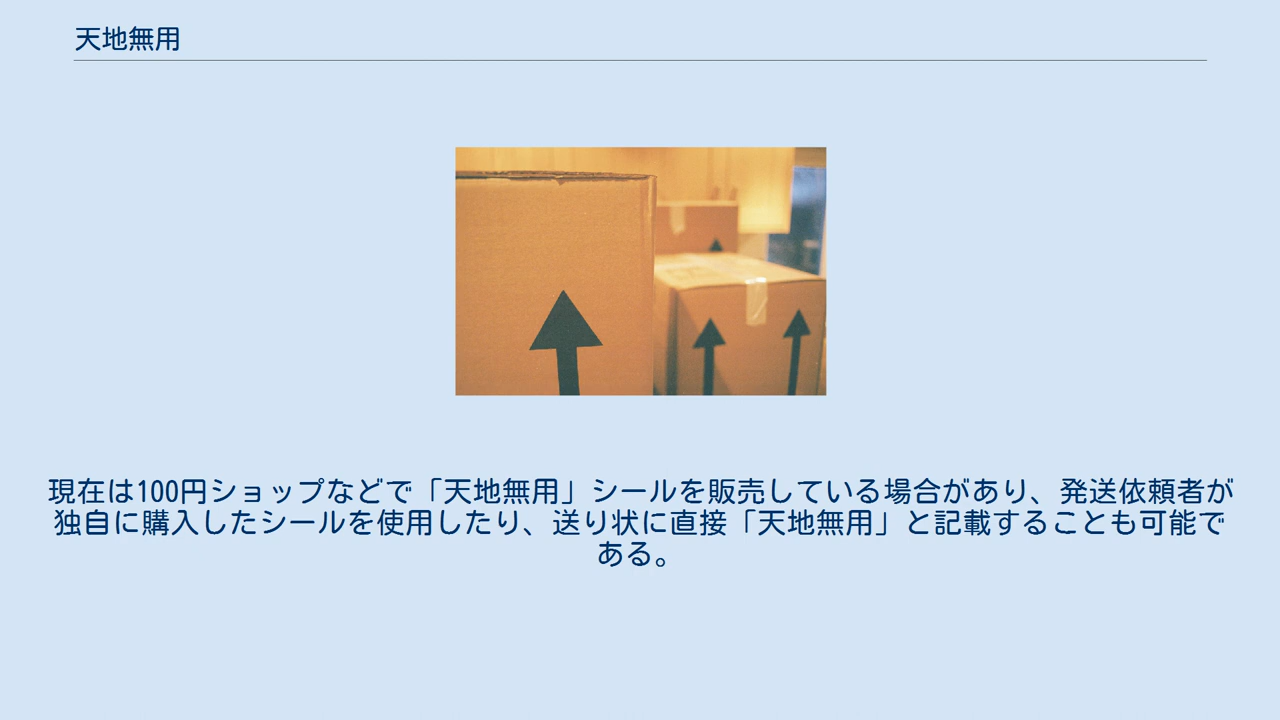 天地無用
現在は100円ショップなどで「天地無用」シールを販売している場合があり、発送依頼者が
独自に購入したシールを使用したり、送り状に直接「天地無用」と記載することも可能で
ある。